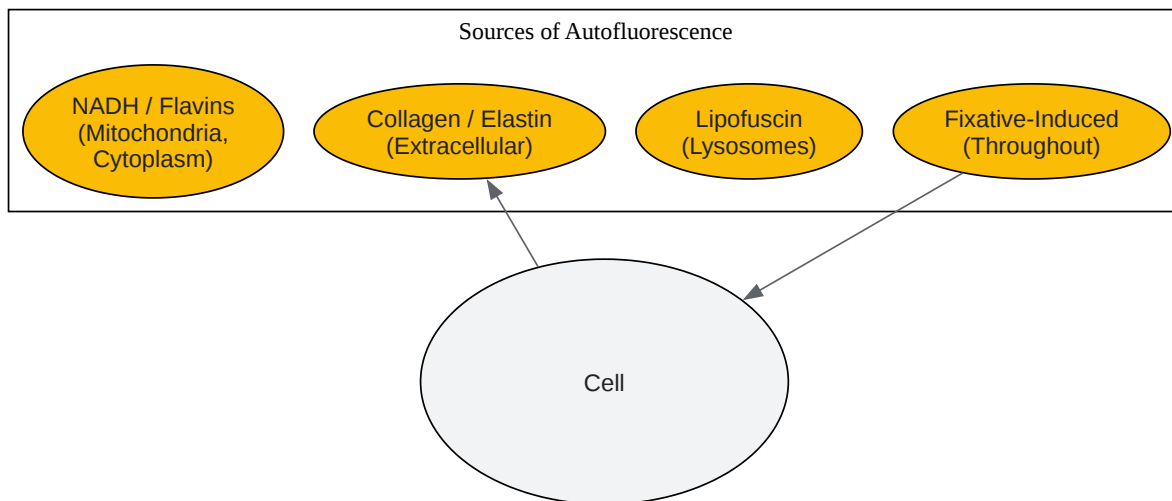 Sources of Autofluorescence
NADH / Flavins
(Mitochondria,
Cytoplasm)
Collagen / Elastin
(Extracellular)
Lipofuscin
(Lysosomes)
Fixative-Induced
(Throughout)
Cell